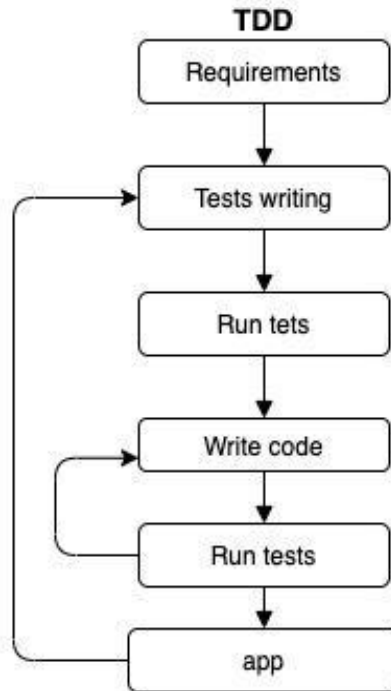 TDD
Requirements
Tests writing
Run tets
Write code
Run tests
app